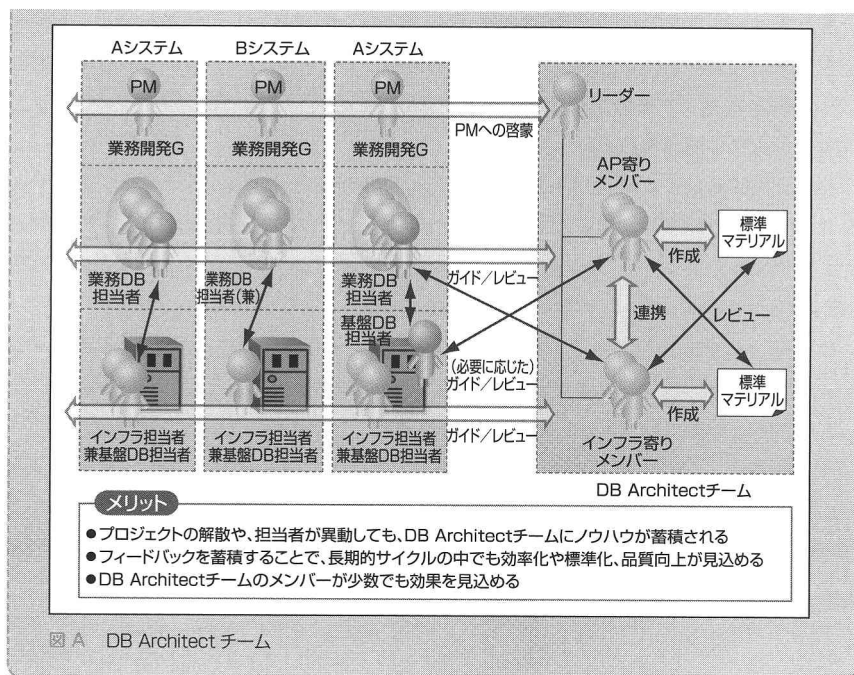 Aシステム
Bシステム
Aシステム
PM
PM
PM
リーダー
PMへの啓蒙
業務開発G
業務開発G
業務開発G
AP寄り
メンバー
標準
マテリアル
作成
業務DB
担当者
業務DB
担当者(兼)
業務DB
担当者
ガイド/レビュー
基盤DB
担当者
連携
レビュー
(必要に応じた)
ガイド/レビュー
標準
マテリアル
作成
インフラ担当者
兼基盤DB担当者
インフラ担当者
兼基盤DB担当者
インフラ担当者
兼基盤DB担当者
ガイド/レビュー
インフラ寄り
メンバー
DB Architectチーム
メリット
●プロジェクトの解散や、担当者が異動しても、DB Architectチームにノウハウが蓄積される
●フィードバックを蓄積することで、長期的サイクルの中でも効率化や標準化、品質向上が見込める
●DB Architectチームのメンバーが少数でも効果を見込める
図 A DB Architect チーム